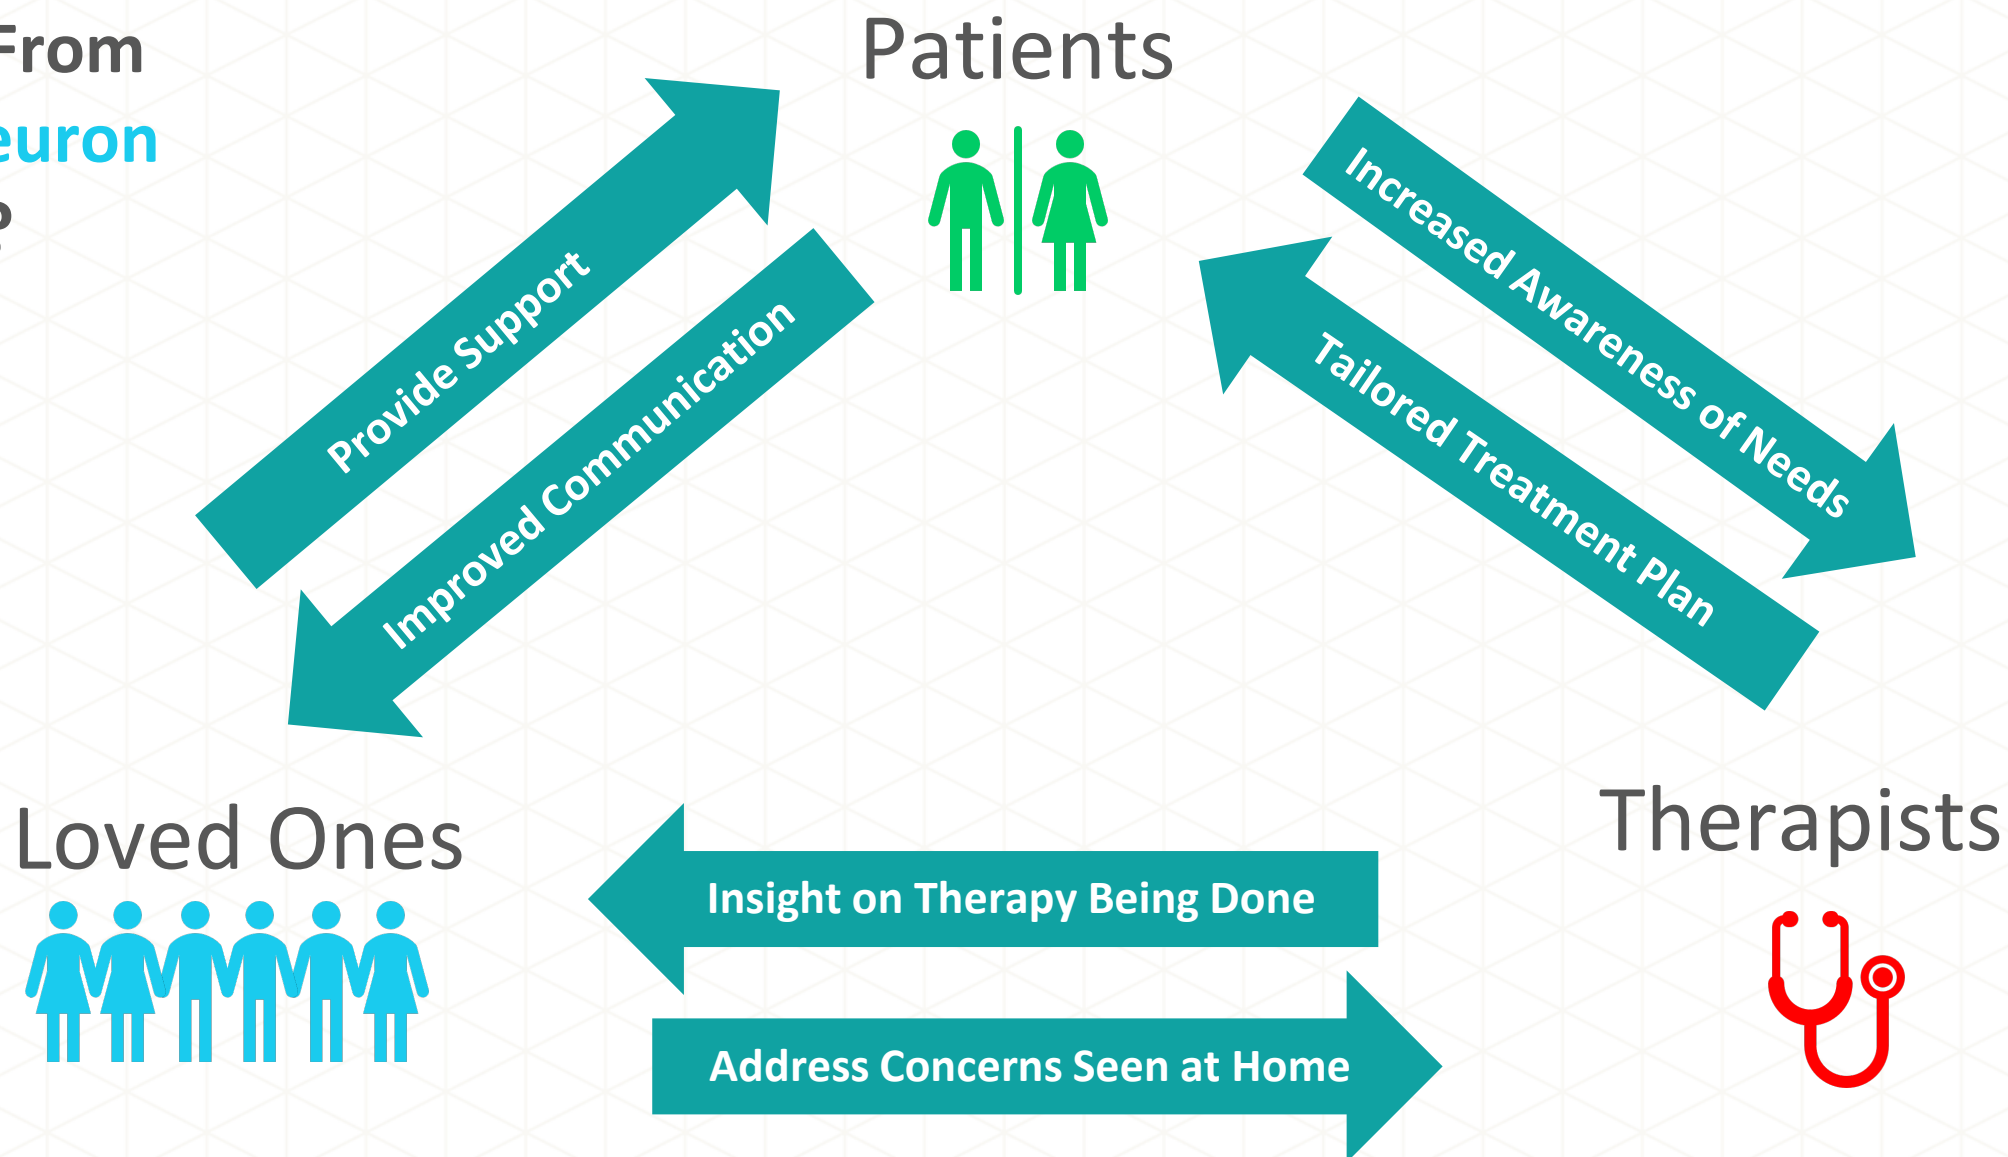 From
euron
?
Patients
Provide Support
Improved Communication
Increased Awareness of Needs
Tailored Treatment Plan
Loved Ones
Therapists
Insight on Therapy Being Done
Address Concerns Seen at Home